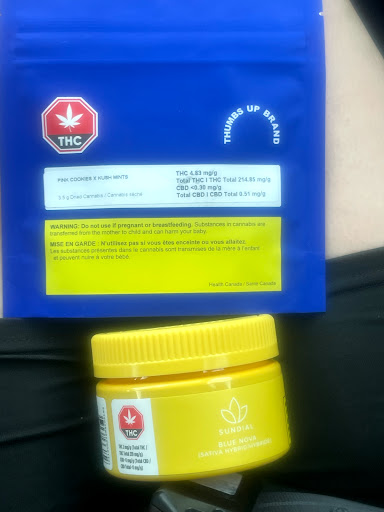 THC
THUMBS UP BRAND
PINK COOKIES X KUSH MINTS
3.5 g Dried Cannabis / Cannabis séché
THC 4.83 mg/g
Total THC I THC Total 214.85 mg/g
CBD <0.30 mg/g
Total CBD I CBD Total 0.51 mg/g
WARNING: Do not use if pregnant or breastfeeding. Substances in cannabis are
transferred from the mother to child and can harm your baby.
MISE EN GARDE : N'utilisez pas si vous êtes enceinte ou vous allaitez.
Les substances présentes dans le cannabis sont transmises de la mère à l'enfant
et peuvent nuire à votre bébé.
Health Canada / Santé Canada
THC
SUNDIAL
BLUE NOVA
(SATIVA HYBRID/HYBRIDE)